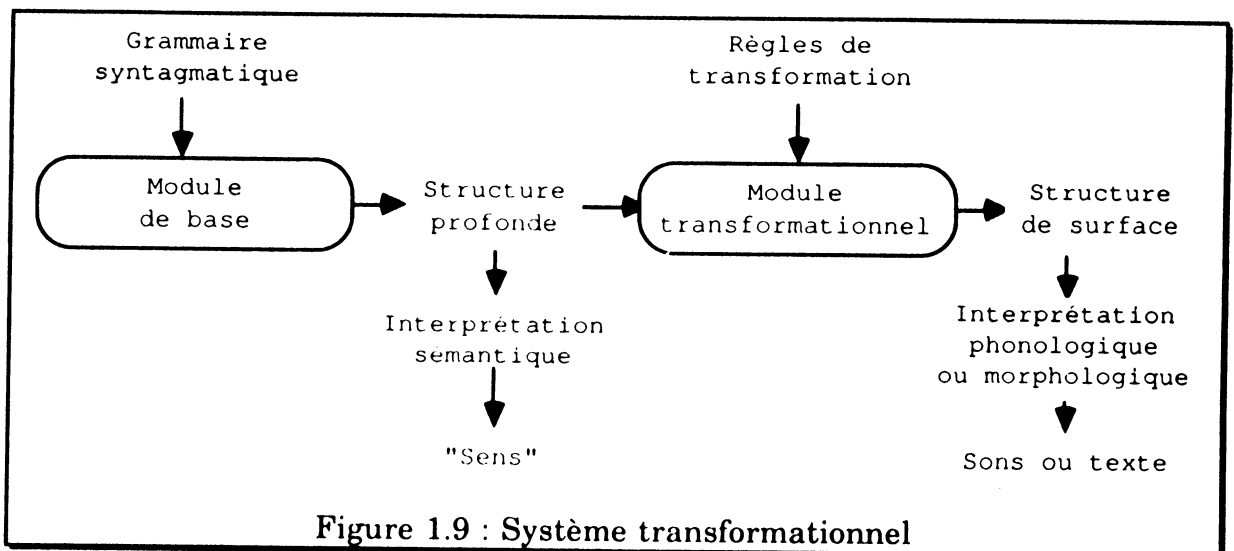 Grammaire
syntagmatique
Règles de
transformation
Module
de base
Structure
profonde
Module
transformationnel
Structure
de surface
Interprétation
sémantique
Interprétation
phonologique
ou morphologique
"Sens"
Sons ou texte
Figure 1.9 : Système transformationnel